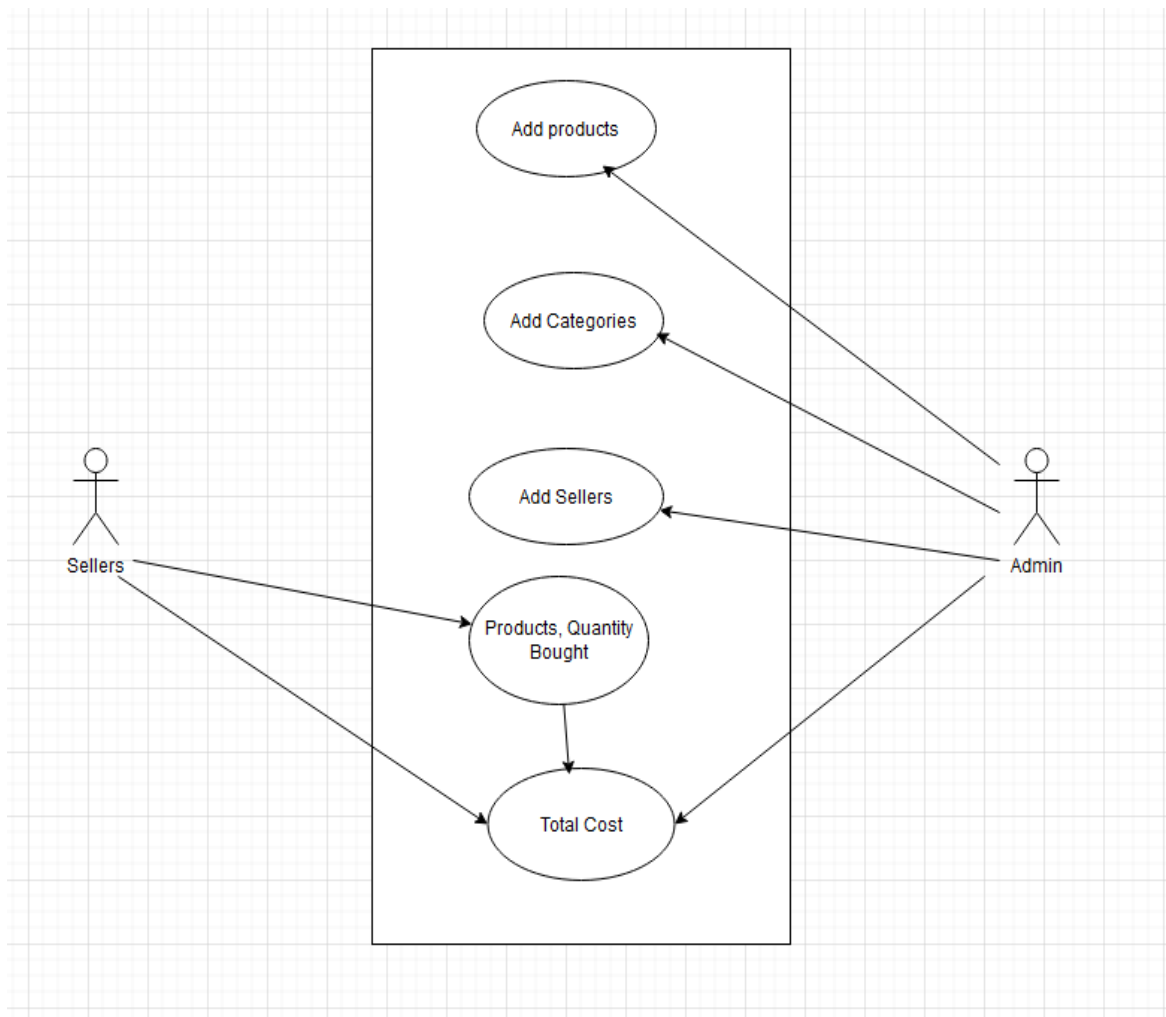 Add products
Add Categories
Add Sellers
Sellers
Admin
Products, Quantity
Bought
Total Cost